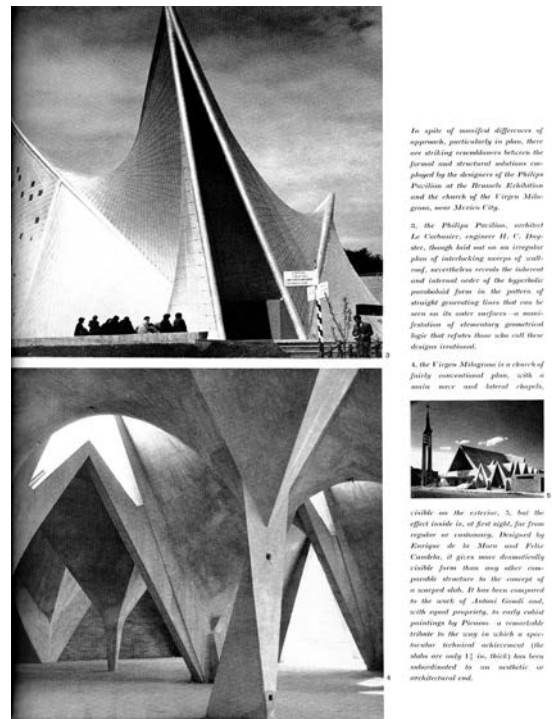 In spite of manifest differences of
approach, particularly in plan, there
are striking resemblances between the
formal and structural solutions em-
ployed by the designers of the Philips
Pavilion at the Brussels Exhibition
and the church of the Virgen Mila-
grosa, near Mexico City.
3, the Philips Pavilion, architect
Le Corbusier, engineer H. C. Duy-
ster, though laid out on an irregular
plan of interlocking sweeps of wall-
roof, nevertheless reveals the inherent
and internal order of the hyperbolic
paraboloid form in the pattern of
straight generating lines that can be
seen on its outer surfaces—a mani-
festation of elementary geometrical
logic that refutes those who call these
designs irrational.
3
4, the Virgen Milagrosa is a church of
fairly conventional plan, with a
main nave and lateral chapels,
5
visible on the exterior, 5, but the
effect inside is, at first sight, far from
regular or customary. Designed by
Enrique de la Mora and Felix
Candela, it gives more dramatically
visible form than any other com-
parable structure to the concept of
a warped slab. It has been compared
to the work of Antoni Gaudi and,
with equal propriety, to early cubist
paintings by Picasso—a remarkable
tribute to the way in which a spec-
tacular technical achievement (the
slabs are only in. thick) has been
subordinated to an aesthetic or
architectural end.
4